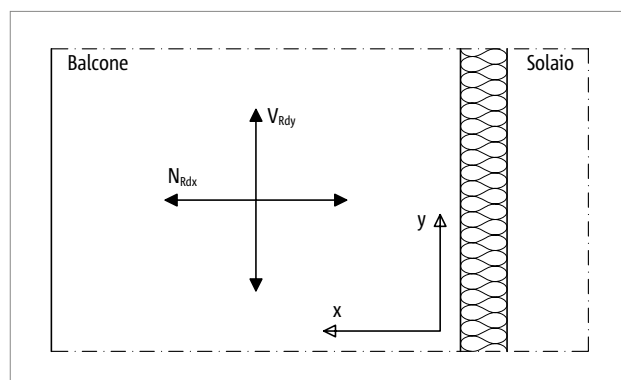 Balcone
Solaio
V_Rdy
N_Rdx
y
x